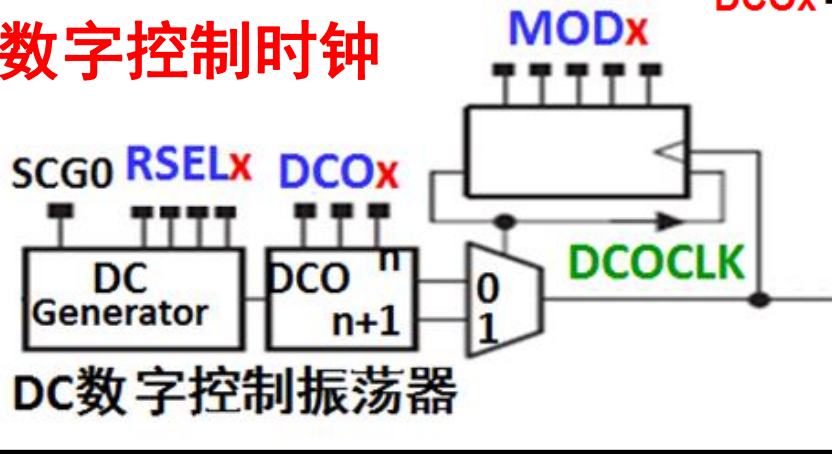 DCOx-
数字控制时钟
MODx
SCG0 RSELx DCOx
DCOCLK
DC
Generator
DCO n
n+1
0
1
DC数字控制振荡器